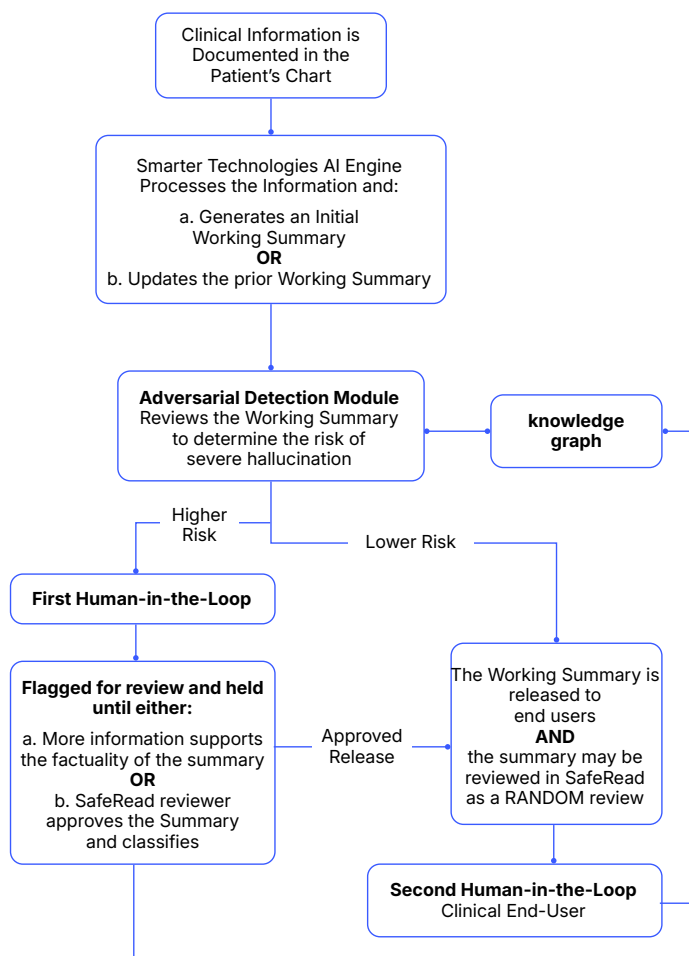 Clinical Information is
Documented in the
Patient’s Chart
Smarter Technologies AI Engine
Processes the Information and:
a. Generates an Initial
Working Summary
OR
b. Updates the prior Working Summary
Adversarial Detection Module
Reviews the Working Summary
to determine the risk of
severe hallucination
knowledge
graph
Higher
Risk
Lower Risk
First Human-in-the-Loop
Flagged for review and held
until either:
a. More information supports
the factuality of the summary
OR
b. SafeRead reviewer
approves the Summary
and classifies
Approved
Release
The Working Summary is
released to
end users
AND
the summary may be
reviewed in SafeRead
as a RANDOM review
Second Human-in-the-Loop
Clinical End-User